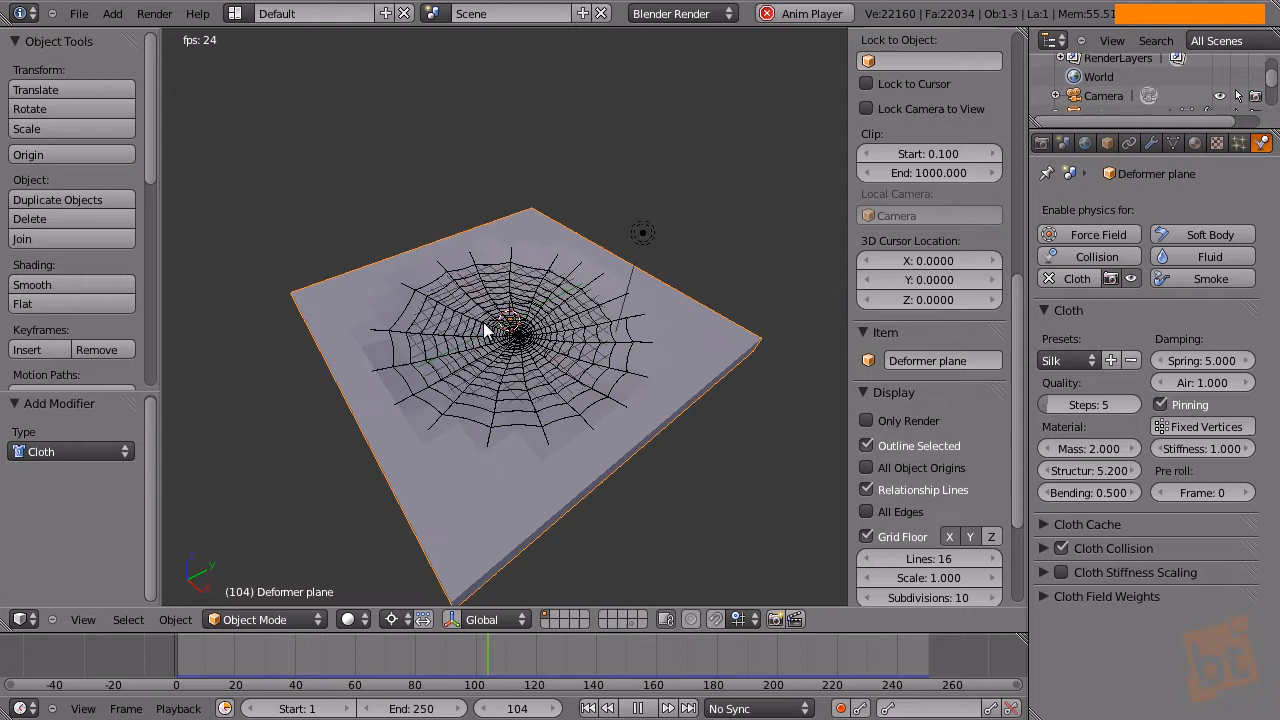 File Add Render Help Default Scene Blender Render Anim Player Ve:22160 | Fa:22034 | Ob:1-3 | La:1 | Mem:55.51
Object Tools
Transform:
Translate
Rotate
Scale
Origin
Object:
Duplicate Objects
Delete
Join
Shading:
Smooth
Flat
Keyframes:
Insert Remove
Motion Paths:
Add Modifier
Type
Cloth
fps: 24
z
y
x
(104) Deformer plane
Lock to Object:
Lock to Cursor
Lock Camera to View
Clip:
Start: 0.100
End: 1000.000
Local Camera:
Camera
3D Cursor Location:
X: 0.0000
Y: 0.0000
Z: 0.0000
Item
Deformer plane
Display
Only Render
Outline Selected
All Object Origins
Relationship Lines
All Edges
Grid Floor X Y Z
Lines: 16
Scale: 1.000
Subdivisions: 10
View Search All Scenes
RenderLayers
World
Camera
Deformer plane
Enable physics for:
Force Field Soft Body
Collision Fluid
Cloth Smoke
Cloth
Presets: Damping:
Silk Spring: 5.000
Quality: Air: 1.000
Steps: 5 Pinning
Material: Fixed Vertices
Mass: 2.000 Stiffness: 1.000
Structur: 5.200 Pre roll:
Bending: 0.500 Frame: 0
Cloth Cache
Cloth Collision
Cloth Stiffness Scaling
Cloth Field Weights
bt
View Select Object Object Mode Global
-40 -20 0 20 40 60 80 100 120 140 160 180 200 220 240 260
View Frame Playback Start: 1 End: 250 104 No Sync